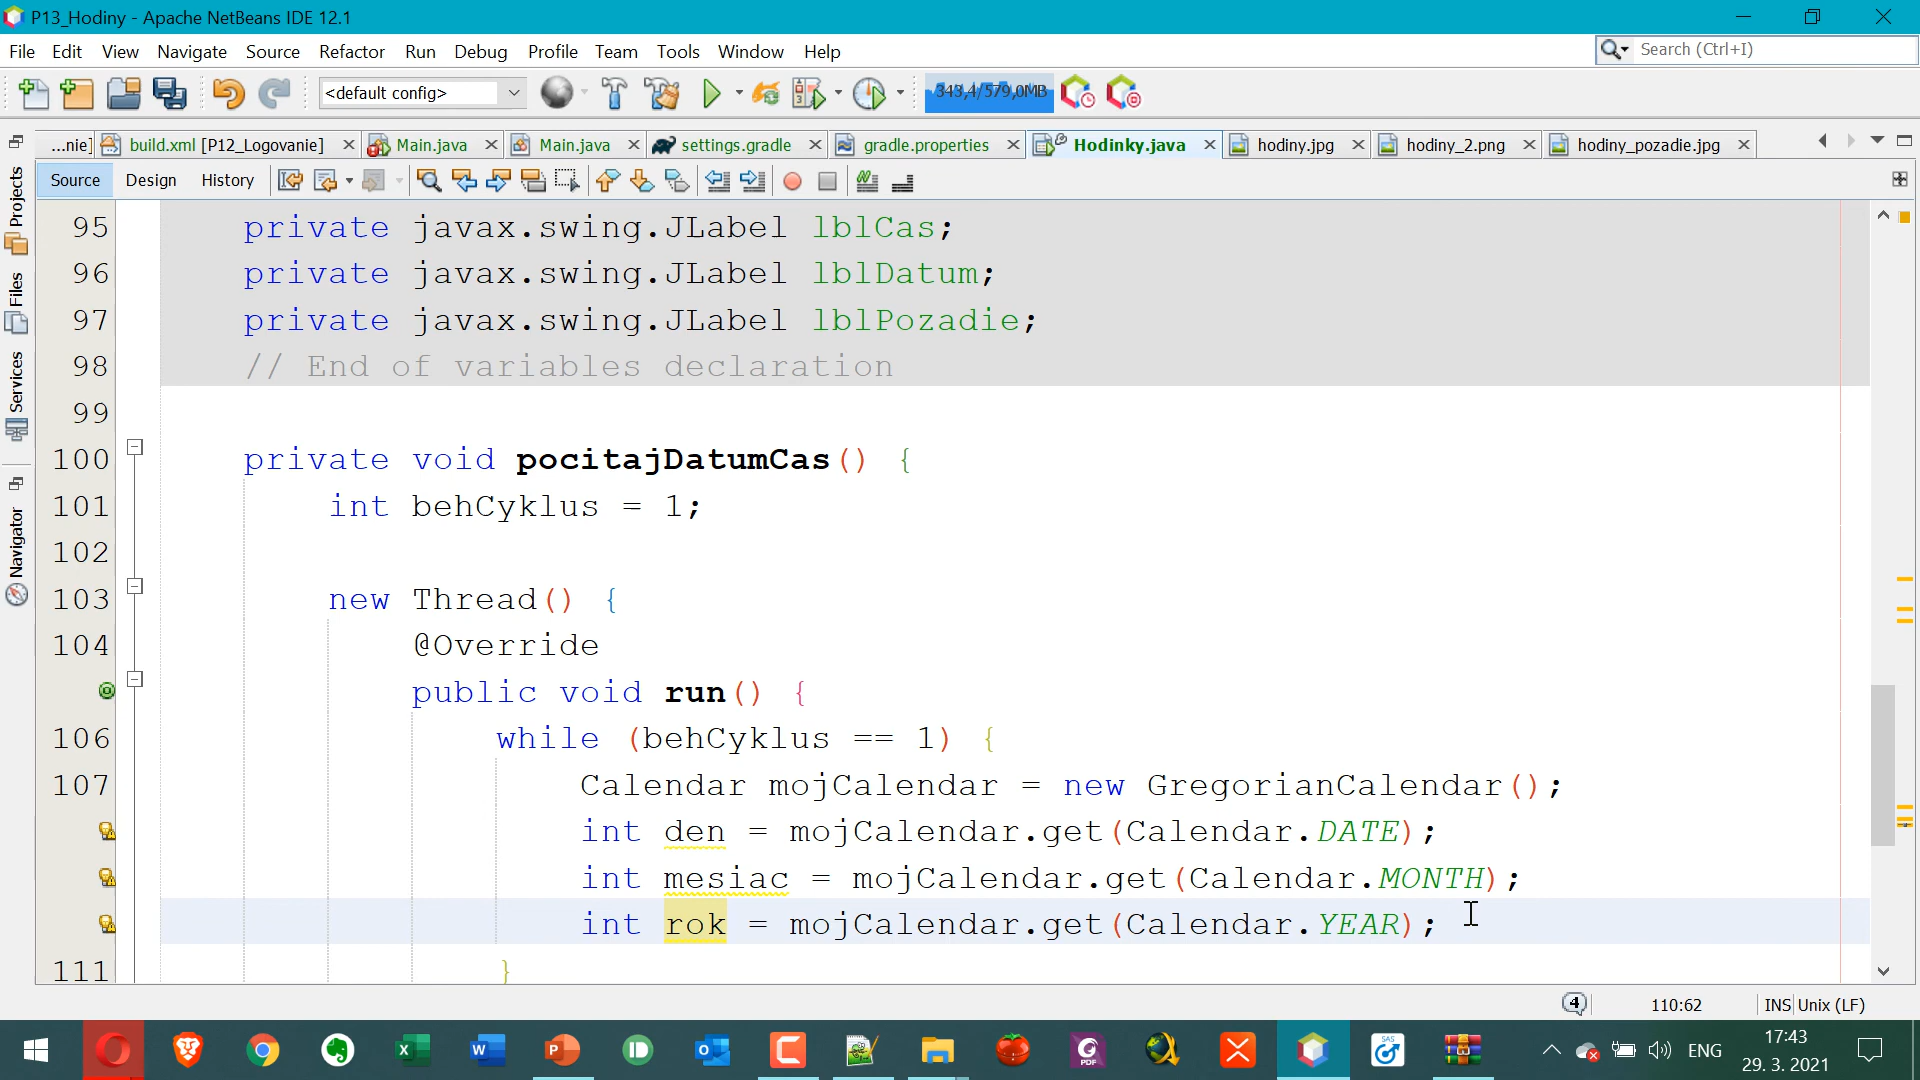 P13_Hodiny - Apache NetBeans IDE 12.1
File Edit View Navigate Source Refactor Run Debug Profile Team Tools Window Help
Search (Ctrl+I)
<default config>
343,4/579,0MB
...nie] build.xml [P12_Logovanie] Main.java Main.java settings.gradle gradle.properties Hodinky.java hodiny.jpg hodiny_2.png hodiny_pozadie.jpg
Source Design History
Projects
Files
Services
Navigator
95 private javax.swing.JLabel lblCas;
96 private javax.swing.JLabel lblDatum;
97 private javax.swing.JLabel lblPozadie;
98 // End of variables declaration
99
100 private void pocitajDatumCas() {
101 int behCyklus = 1;
102
103 new Thread() {
104 @Override
public void run() {
106 while (behCyklus == 1) {
107 Calendar mojCalendar = new GregorianCalendar();
int den = mojCalendar.get(Calendar.DATE);
int mesiac = mojCalendar.get(Calendar.MONTH);
int rok = mojCalendar.get(Calendar.YEAR);
111 }
4
110:62
INS Unix (LF)
ENG
17:43
29. 3. 2021